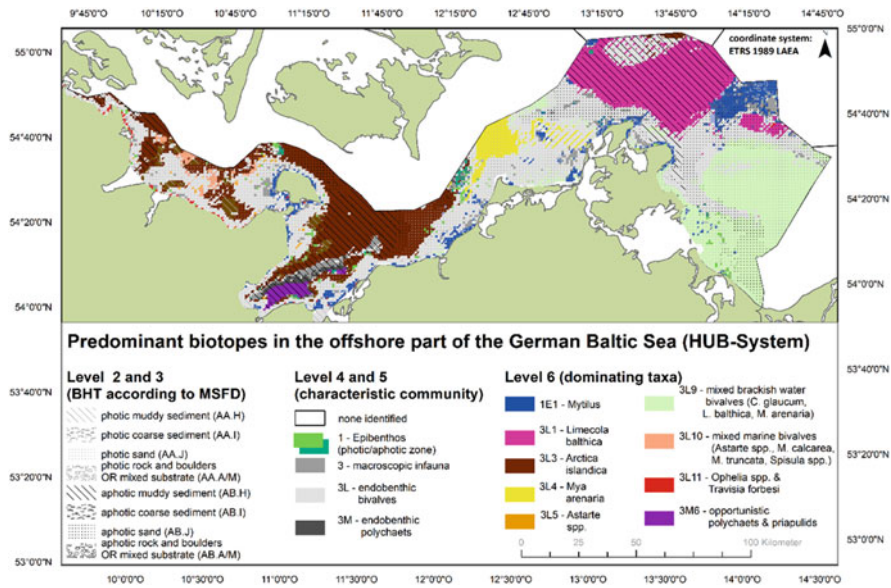 9°45'0"O 10°15'0"O 10°45'0"O 11°15'0"O 11°45'0"O 12°15'0"O 12°45'0"O 13°15'0"O 13°45'0"O 14°15'0"O 14°45'0"O
coordinate system:
ETRS 1989 LAEA
55°0'0"N
55°0'0"N
54°40'0"N
54°40'0"N
54°20'0"N
54°20'0"N
54°0'0"N
54°0'0"N
53°40'0"N
53°40'0"N
53°20'0"N
53°20'0"N
53°0'0"N
53°0'0"N
Predominant biotopes in the offshore part of the German Baltic Sea (HUB-System)
Level 2 and 3
(BHT according to MSFD)
photic muddy sediment (AA.H)
photic coarse sediment (AA.I)
photic sand (AA.J)
photic rock and boulders
OR mixed substrate (AA.A/M)
aphotic muddy sediment (AB.H)
aphotic coarse sediment (AB.I)
aphotic sand (AB.J)
aphotic rock and boulders
OR mixed substrate (AB.A/M)
Level 4 and 5
(characteristic community)
none identified
1 - Epibenthos
(photic/aphotic zone)
3 - macroscopic infauna
3L - endobenthic
bivalves
3M - endobenthic
polychaets
Level 6 (dominating taxa)
1E1 - Mytilus
3L1 - Limecola
balthica
3L3 - Arctica
islandica
3L4 - Mya
arenaria
3L5 - Astarte
spp.
3L9 - mixed brackish water
bivalves (C. glaucum,
L. balthica, M. arenaria)
3L10 - mixed marine bivalves
(Astarte spp., M. calcarea,
M. truncata, Spisula spp.)
3L11 - Ophelia spp. &
Travisia forbesi
3M6 - opportunistic
polychaets & priapulids
0 25 50 75 100 Kilometer
10°0'0"O 10°30'0"O 11°0'0"O 11°30'0"O 12°0'0"O 12°30'0"O 13°0'0"O 13°30'0"O 14°0'0"O 14°30'0"O